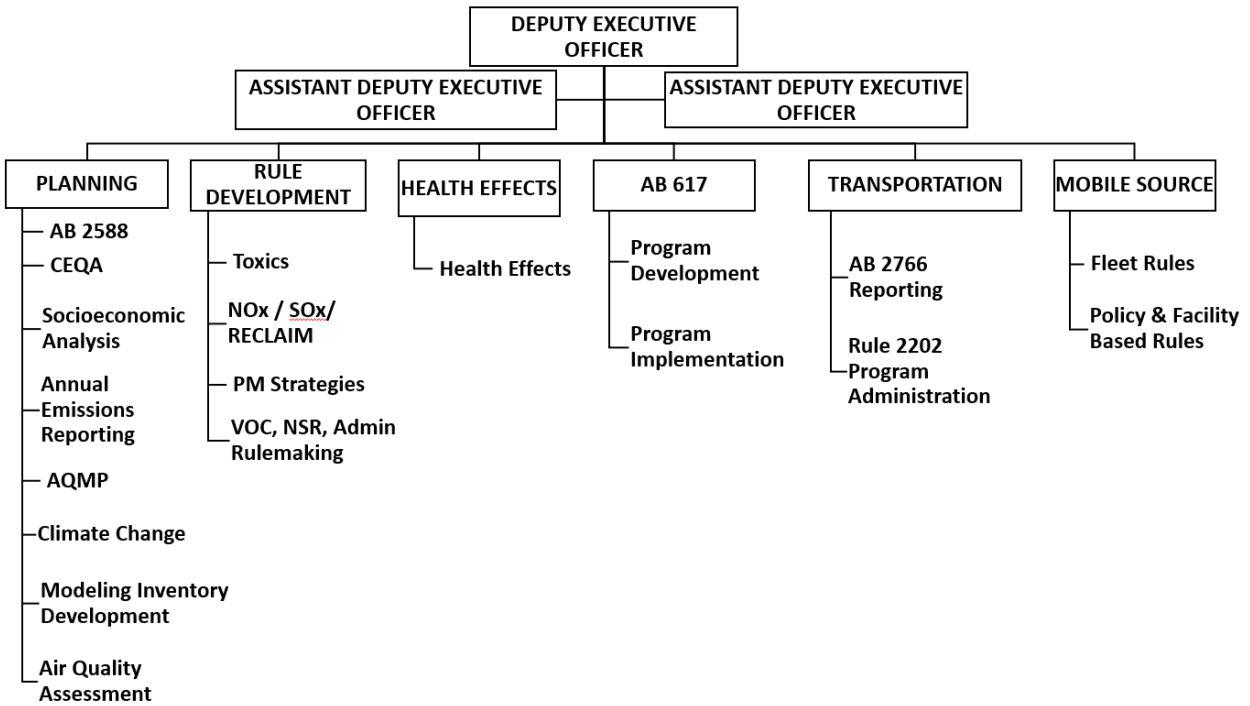 DEPUTY EXECUTIVE
OFFICER
ASSISTANT DEPUTY EXECUTIVE
OFFICER
ASSISTANT DEPUTY EXECUTIVE
OFFICER
PLANNING
AB 2588
CEQA
Socioeconomic
Analysis
Annual
Emissions
Reporting
AQMP
Climate Change
Modeling Inventory
Development
Air Quality
Assessment
RULE
DEVELOPMENT
Toxics
NOx / SOx/
RECLAIM
PM Strategies
VOC, NSR, Admin
Rulemaking
HEALTH EFFECTS
Health Effects
AB 617
Program
Development
Program
Implementation
TRANSPORTATION
AB 2766
Reporting
Rule 2202
Program
Administration
MOBILE SOURCE
Fleet Rules
Policy & Facility
Based Rules